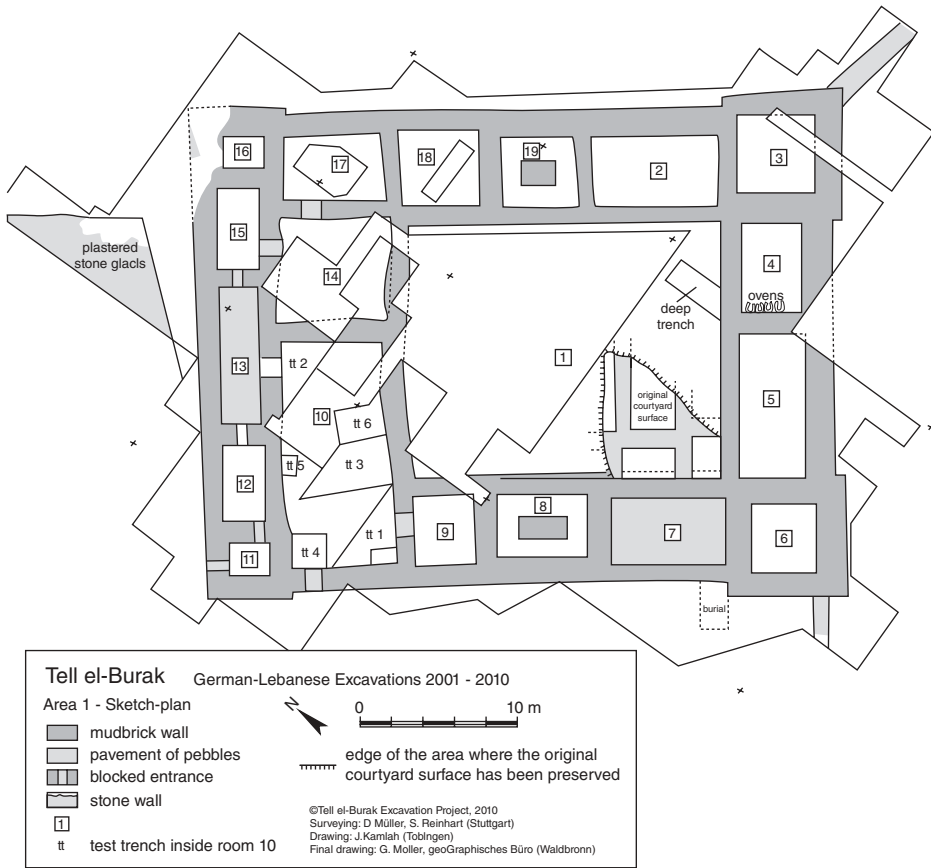 16
17
18
19
2
3
15
14
4
plastered
stone glacls
ovens
deep
trench
13
tt 2
1
original
courtyard
surface
5
10
tt 6
tt 5
tt 3
12
8
9
7
6
tt 1
11
tt 4
burial
Tell el-Burak German-Lebanese Excavations 2001 - 2010
Area 1 - Sketch-plan
N
0 10 m
mudbrick wall
pavement of pebbles
blocked entrance
stone wall
1
tt test trench inside room 10
edge of the area where the original
courtyard surface has been preserved
©Tell el-Burak Excavation Project, 2010
Surveying: D Müller, S. Reinhart (Stuttgart)
Drawing: J.Kamlah (Toblngen)
Final drawing: G. Moller, geoGraphisches Büro (Waldbronn)